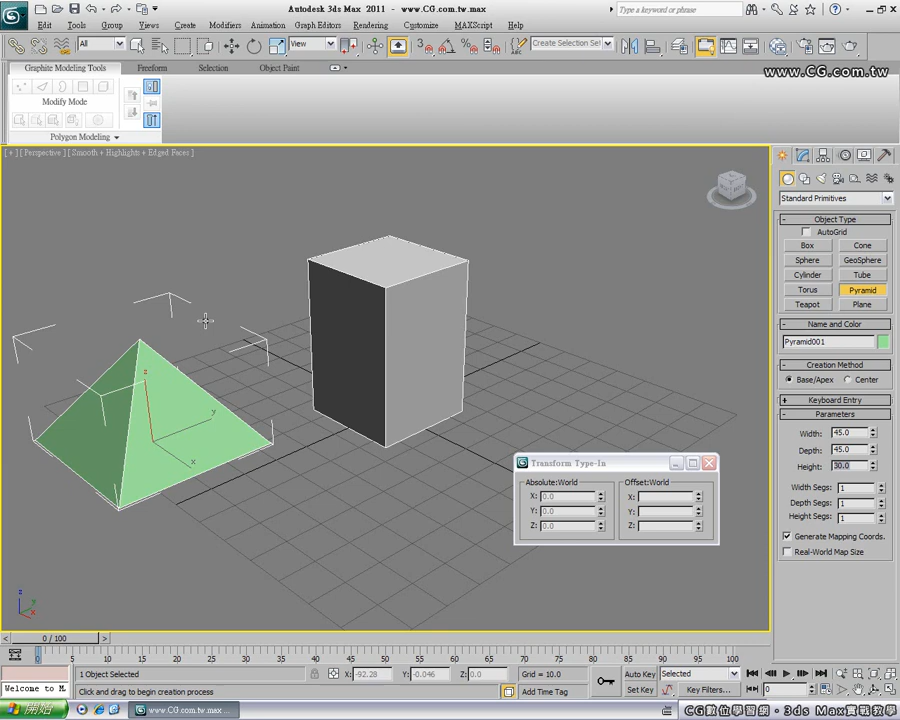 Autodesk 3ds Max 2011 - www.CG.com.tw.max
Type a keyword or phrase
Edit Tools Group Views Create Modifiers Animation Graph Editors Rendering Customize MAXScript Help
All View Create Selection Se
Graphite Modeling Tools Freeform Selection Object Paint
www.CG.com.tw
Modify Mode
Polygon Modeling
[ + ] [ Perspective ] [ Smooth + Highlights + Edged Faces ]
Standard Primitives
- Object Type
AutoGrid
Box Cone
Sphere GeoSphere
Cylinder Tube
Torus Pyramid
Teapot Plane
- Name and Color
Pyramid001
- Creation Method
Base/Apex Center
+ Keyboard Entry
- Parameters
Width: 45.0
Depth: 45.0
Height: 30.0
Width Segs: 1
Depth Segs: 1
Height Segs: 1
Generate Mapping Coords.
Real-World Map Size
z
y
x
Transform Type-In
Absolute:World Offset:World
X: 0.0 X:
Y: 0.0 Y:
Z: 0.0 Z:
z
y
x
< 0 / 100 >
0 5 10 15 20 25 30 35 40 45 50 55 60 65 70 75 80 85 90 95 100
1 Object Selected X: -92.28 Y: -0.046 Z: 0.0 Grid = 10.0 Auto Key Selected
Welcome to M Click and drag to begin creation process Add Time Tag Set Key Key Filters... 0
開始 www.CG.com.tw.max ... CG數位學習網·3ds Max實戰教學